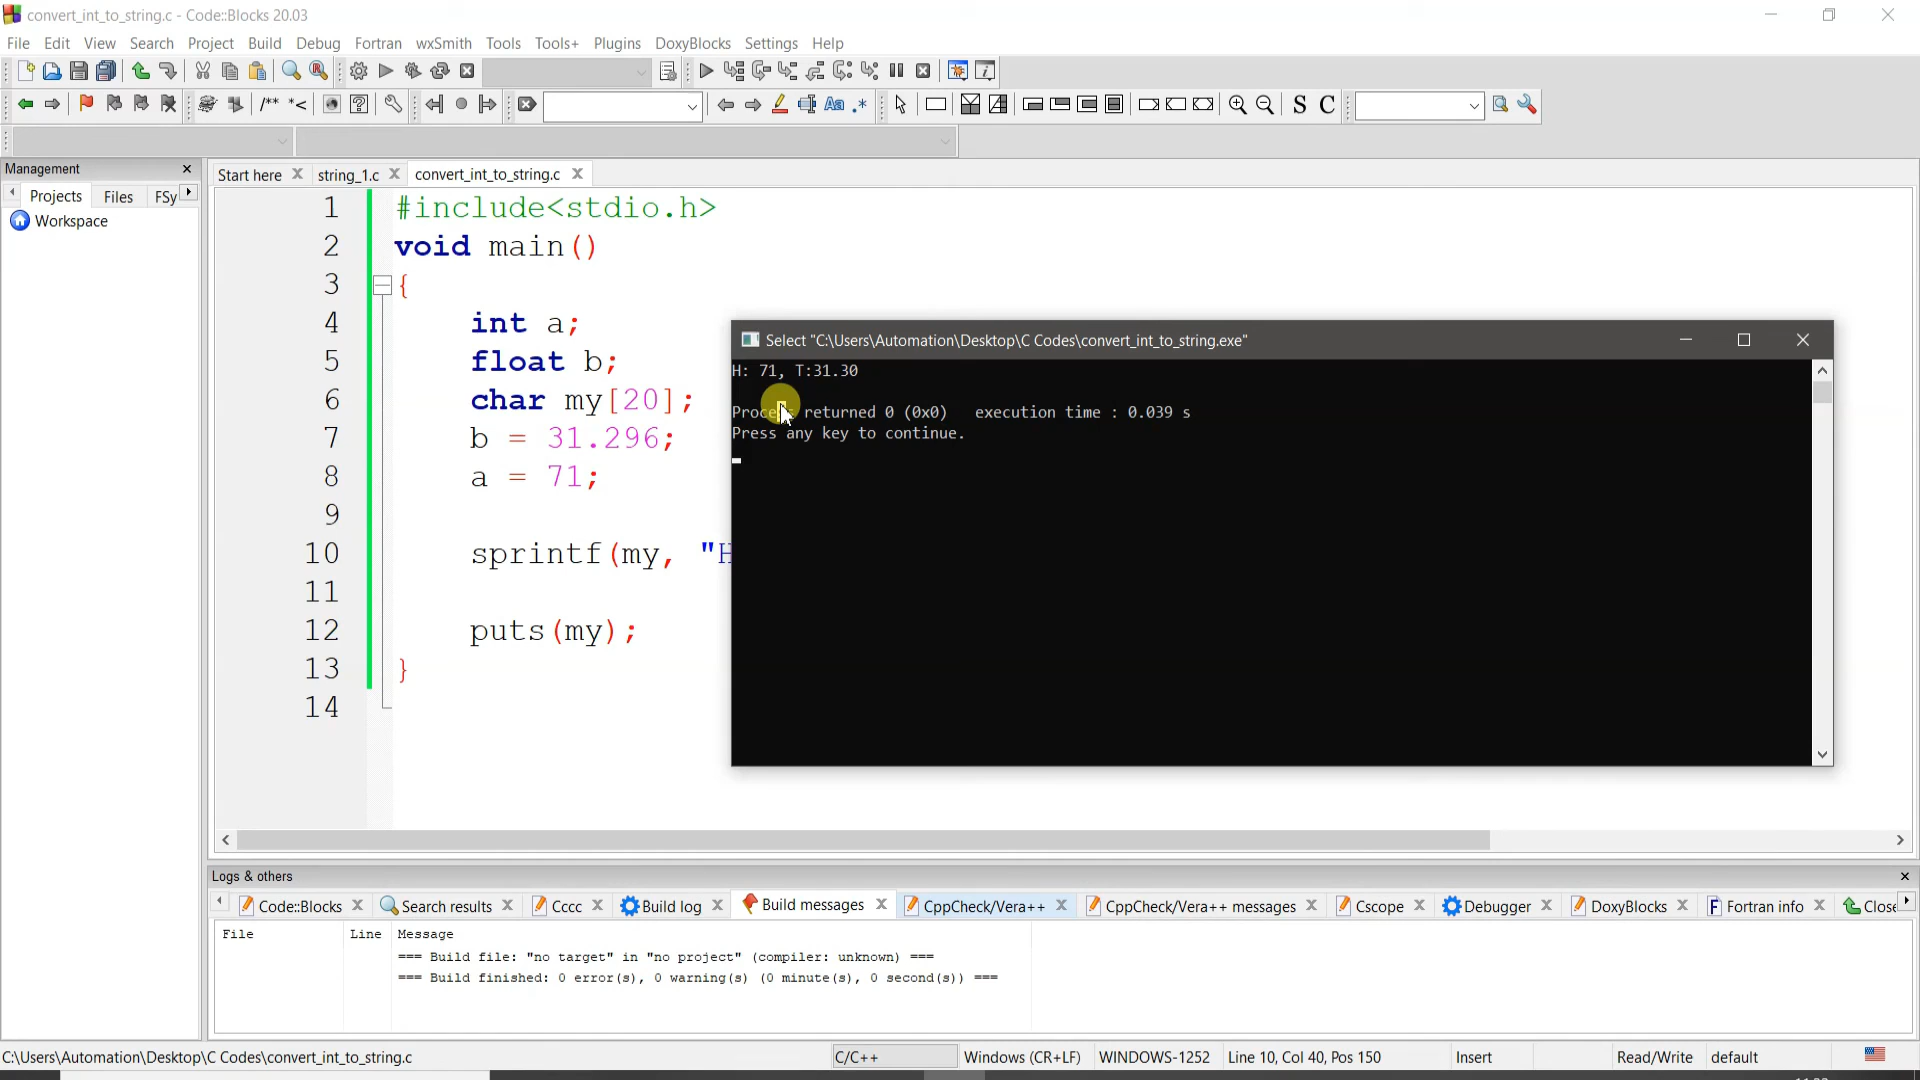 convert_int_to_string.c - Code::Blocks 20.03
File Edit View Search Project Build Debug Fortran wxSmith Tools Tools+ Plugins DoxyBlocks Settings Help
/** *< Aa .* S C
Management
Projects Files FSy
Workspace
Start here string_1.c convert_int_to_string.c
1 #include<stdio.h>
2 void main()
3 {
4 int a;
5 float b;
6 char my[20];
7 b = 31.296;
8 a = 71;
9
10 sprintf(my, "H
11
12 puts(my);
13 }
14
Select "C:\Users\Automation\Desktop\C Codes\convert_int_to_string.exe"
H: 71, T:31.30
Process returned 0 (0x0) execution time : 0.039 s
Press any key to continue.
Logs & others
Code::Blocks Search results Cccc Build log Build messages CppCheck/Vera++ CppCheck/Vera++ messages Cscope Debugger DoxyBlocks Fortran info Close
File Line Message
=== Build file: "no target" in "no project" (compiler: unknown) ===
=== Build finished: 0 error(s), 0 warning(s) (0 minute(s), 0 second(s)) ===
C:\Users\Automation\Desktop\C Codes\convert_int_to_string.c C/C++ Windows (CR+LF) WINDOWS-1252 Line 10, Col 40, Pos 150 Insert Read/Write default